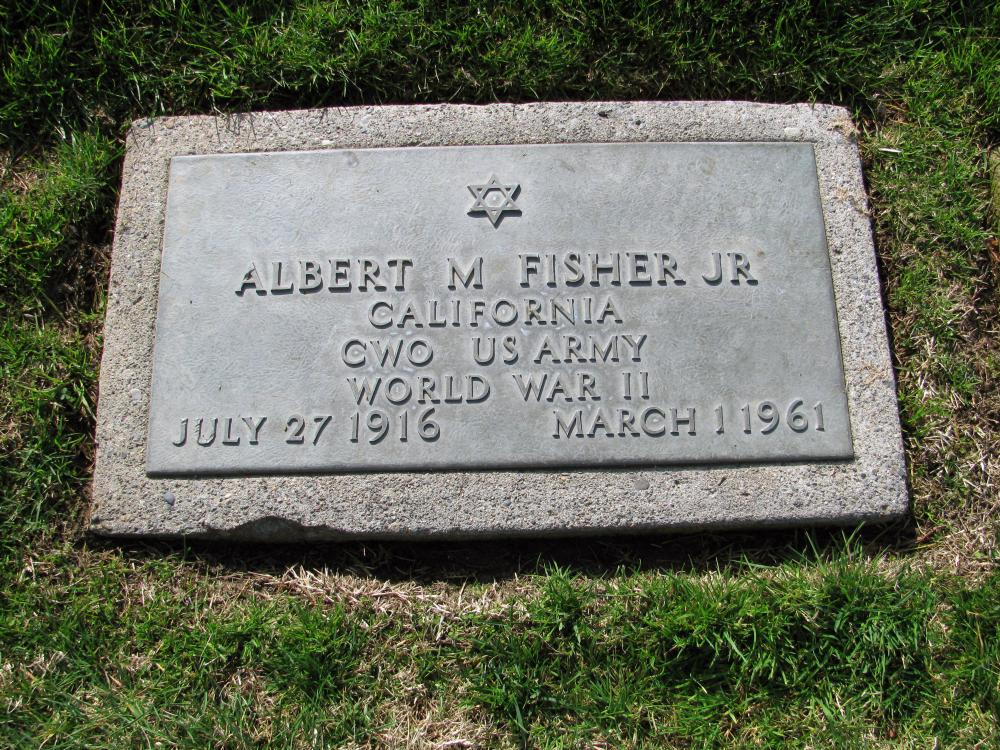 ALBERT M FISHER JR
CALIFORNIA
CWO US ARMY
WORLD WAR II
JULY 27 1916 MARCH 1 1961